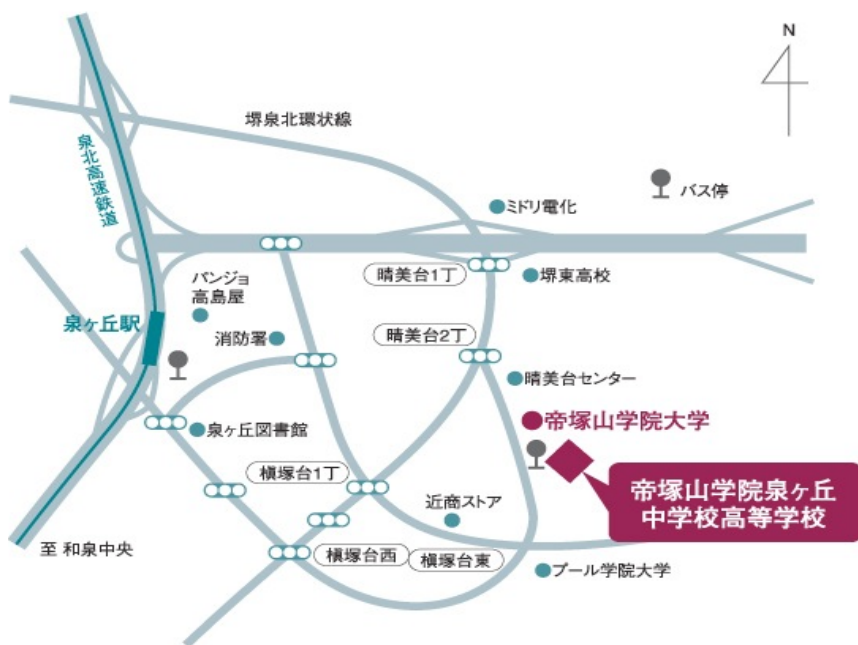 N
堺泉北環状線
泉北高速鉄道
バス停
ミドリ電化
晴美台1丁
堺東高校
パンジョ
高島屋
泉ヶ丘駅
消防署
晴美台2丁
晴美台センター
帝塚山学院大学
泉ヶ丘図書館
槇塚台1丁
近商ストア
帝塚山学院泉ヶ丘
中学校高等学校
至 和泉中央
槇塚台西
槇塚台東
プール学院大学